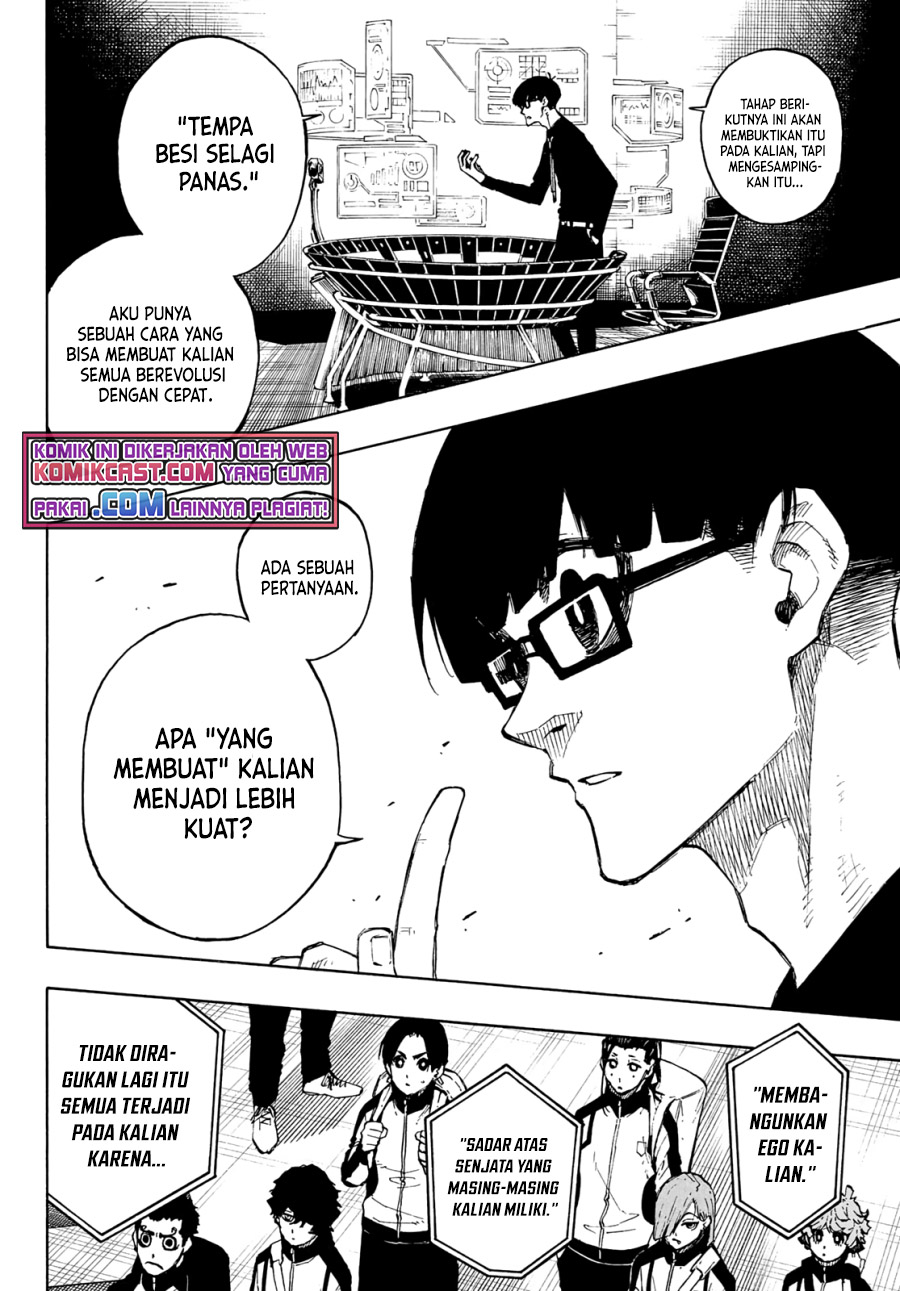 TAHAP BERI-
KUTNYA INI AKAN
MEMBUKTIKAN ITU
PADA KALIAN, TAPI
MENGESAMPING-
KAN ITU...
"TEMPA
BESI SELAGI
PANAS."
AKU PUNYA
SEBUAH CARA YANG
BISA MEMBUAT KALIAN
SEMUA BEREVOLUSI
DENGAN CEPAT.
KOMIK INI DIKERJAKAN OLEH WEB
KOMIKCAST.COM YANG CUMA
PAKAI .COM LAINNYA PLAGIAT!
ADA SEBUAH
PERTANYAAN.
APA "YANG
MEMBUAT" KALIAN
MENJADI LEBIH
KUAT?
TIDAK DIRA-
GUKAN LAGI ITU
SEMUA TERJADI
PADA KALIAN
KARENA...
"SADAR ATAS
SENJATA YANG
MASING-MASING
KALIAN MILIKI."
"MEMBA-
NGUNKAN
EGO KA-
LIAN."